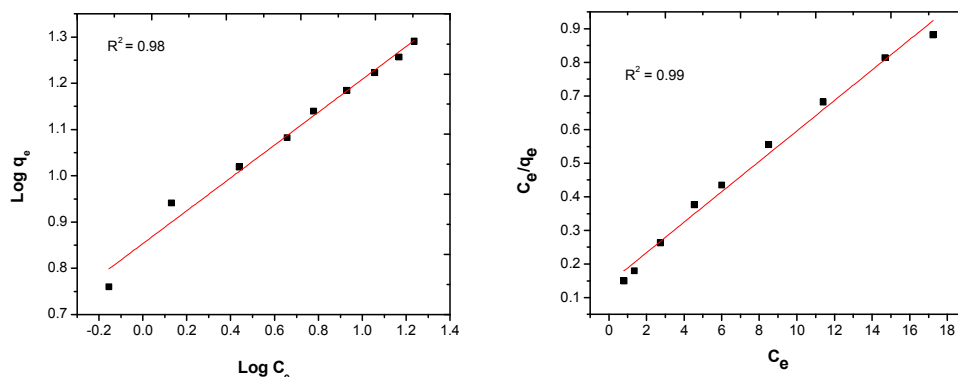 1.3
1.2
1.1
1.0
0.9
0.8
0.7
Log qₑ
R² = 0.98
-0.2 0.0 0.2 0.4 0.6 0.8 1.0 1.2 1.4
Log Cₑ
0.9
0.8
0.7
0.6
0.5
0.4
0.3
0.2
0.1
Cₑ/qₑ
R² = 0.99
0 2 4 6 8 10 12 14 16 18
Cₑ